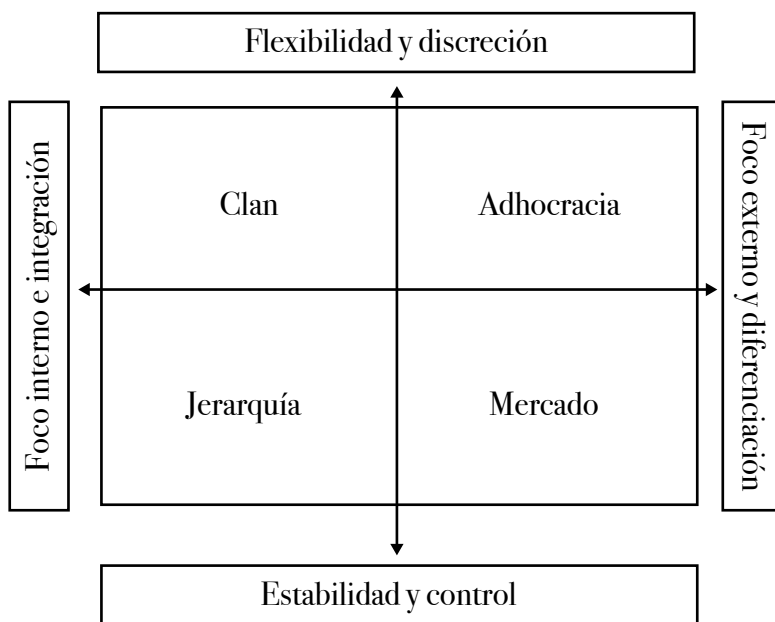 Flexibilidad y discreción
Foco interno e integración
Clan
Adhocracia
Foco externo y diferenciación
Jerarquía
Mercado
Estabilidad y control